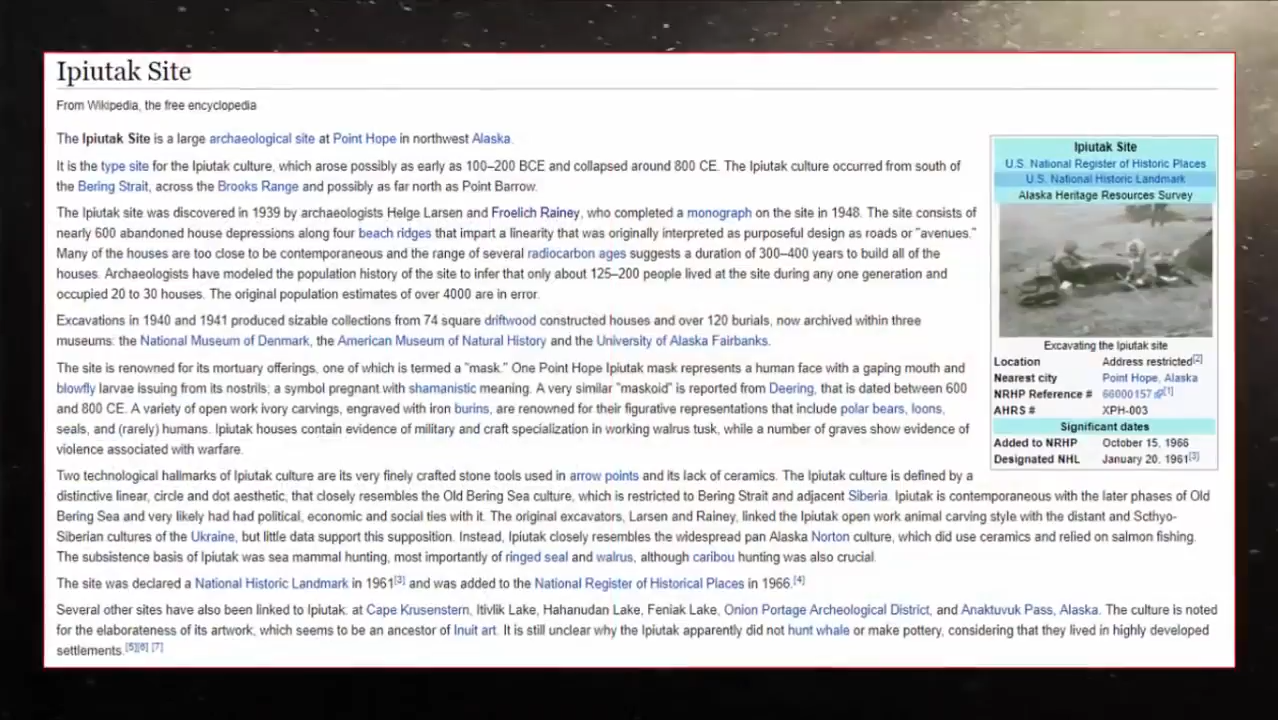 Ipiutak Site
From Wikipedia, the free encyclopedia
The Ipiutak Site is a large archaeological site at Point Hope in northwest Alaska.
It is the type site for the Ipiutak culture, which arose possibly as early as 100–200 BCE and collapsed around 800 CE. The Ipiutak culture occurred from south of
the Bering Strait, across the Brooks Range and possibly as far north as Point Barrow.
The Ipiutak site was discovered in 1939 by archaeologists Helge Larsen and Froelich Rainey, who completed a monograph on the site in 1948. The site consists of
nearly 600 abandoned house depressions along four beach ridges that impart a linearity that was originally interpreted as purposeful design as roads or "avenues."
Many of the houses are too close to be contemporaneous and the range of several radiocarbon ages suggests a duration of 300–400 years to build all of the
houses. Archaeologists have modeled the population history of the site to infer that only about 125–200 people lived at the site during any one generation and
occupied 20 to 30 houses. The original population estimates of over 4000 are in error.
Excavations in 1940 and 1941 produced sizable collections from 74 square driftwood constructed houses and over 120 burials, now archived within three
museums: the National Museum of Denmark, the American Museum of Natural History and the University of Alaska Fairbanks.
The site is renowned for its mortuary offerings, one of which is termed a "mask." One Point Hope Ipiutak mask represents a human face with a gaping mouth and
blowfly larvae issuing from its nostrils; a symbol pregnant with shamanistic meaning. A very similar "maskoid" is reported from Deering, that is dated between 600
and 800 CE. A variety of open work ivory carvings, engraved with iron burins, are renowned for their figurative representations that include polar bears, loons,
seals, and (rarely) humans. Ipiutak houses contain evidence of military and craft specialization in working walrus tusk, while a number of graves show evidence of
violence associated with warfare.
Two technological hallmarks of Ipiutak culture are its very finely crafted stone tools used in arrow points and its lack of ceramics. The Ipiutak culture is defined by a
distinctive linear, circle and dot aesthetic, that closely resembles the Old Bering Sea culture, which is restricted to Bering Strait and adjacent Siberia. Ipiutak is contemporaneous with the later phases of Old
Bering Sea and very likely had had political, economic and social ties with it. The original excavators, Larsen and Rainey, linked the Ipiutak open work animal carving style with the distant and Scthyo-
Siberian cultures of the Ukraine, but little data support this supposition. Instead, Ipiutak closely resembles the widespread pan Alaska Norton culture, which did use ceramics and relied on salmon fishing.
The subsistence basis of Ipiutak was sea mammal hunting, most importantly of ringed seal and walrus, although caribou hunting was also crucial.
The site was declared a National Historic Landmark in 1961[3] and was added to the National Register of Historical Places in 1966.[4]
Several other sites have also been linked to Ipiutak: at Cape Krusenstern, Itivlik Lake, Hahanudan Lake, Feniak Lake, Onion Portage Archeological District, and Anaktuvuk Pass, Alaska. The culture is noted
for the elaborateness of its artwork, which seems to be an ancestor of Inuit art. It is still unclear why the Ipiutak apparently did not hunt whale or make pottery, considering that they lived in highly developed
settlements.[5][6] [7]
Ipiutak Site
U.S. National Register of Historic Places
U.S. National Historic Landmark
Alaska Heritage Resources Survey
Excavating the Ipiutak site
Location Address restricted[2]
Nearest city Point Hope, Alaska
NRHP Reference # 66000157[1]
AHRS # XPH-003
Significant dates
Added to NRHP October 15, 1966
Designated NHL January 20, 1961[3]